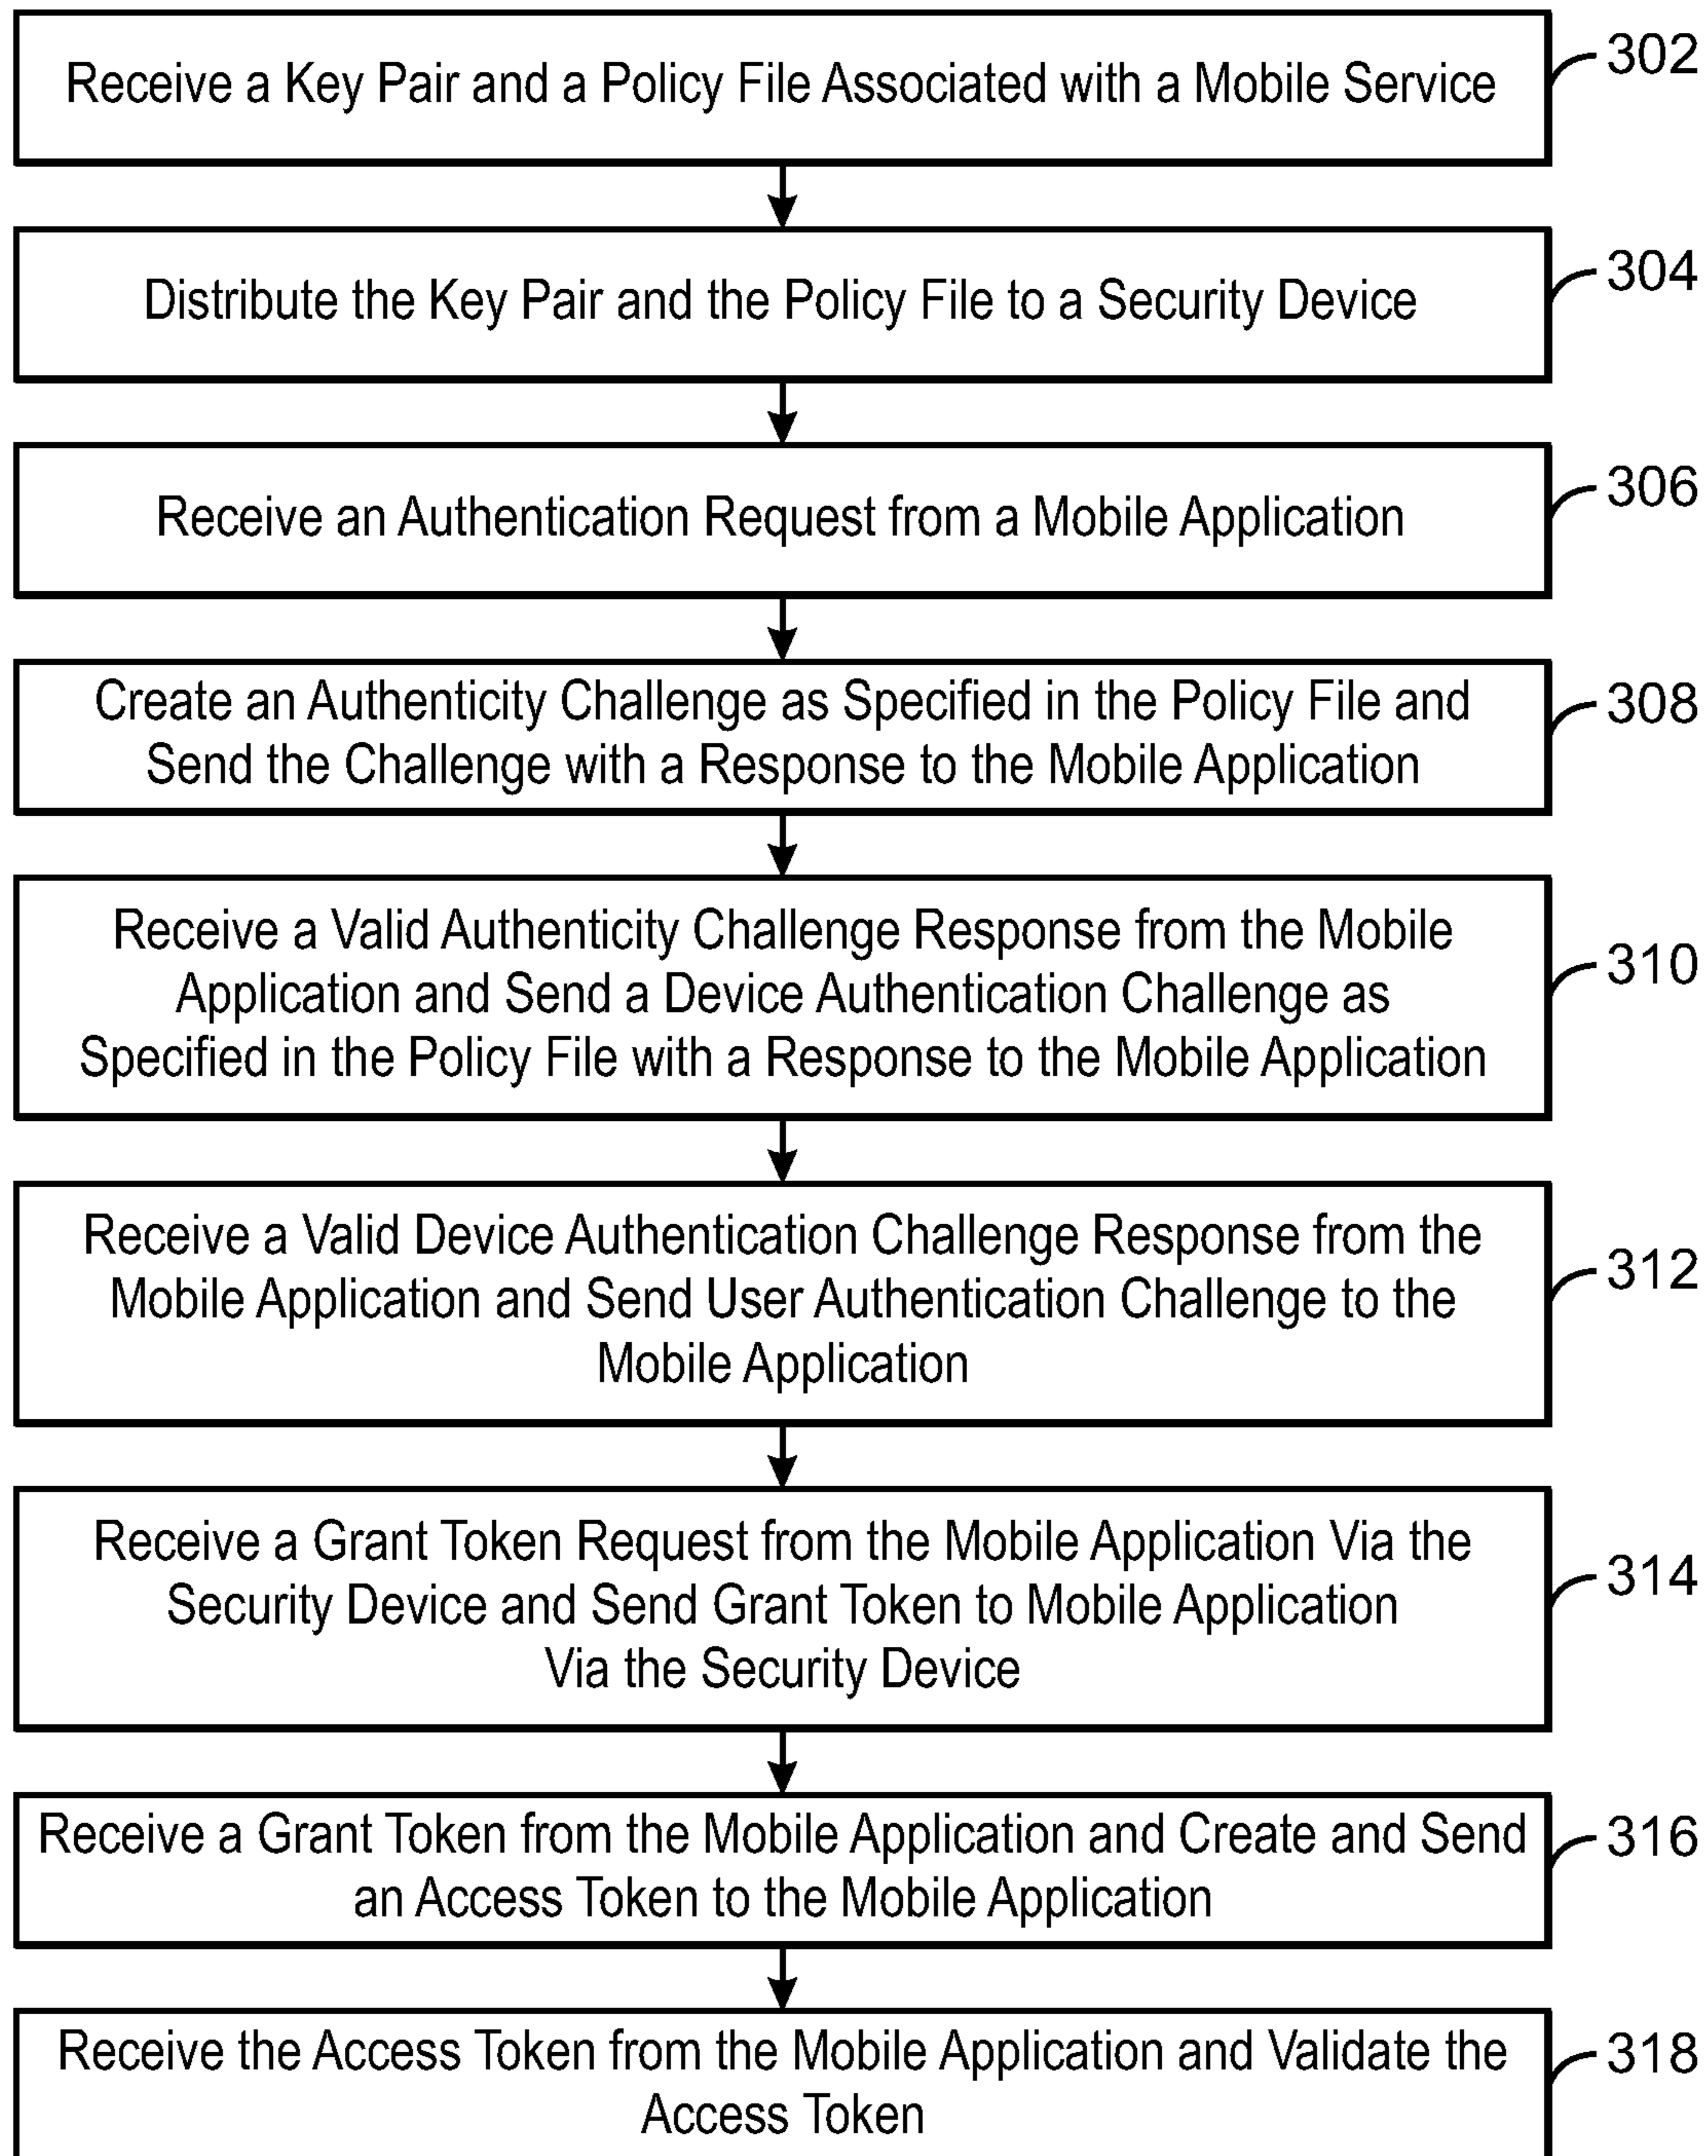 Receive a Key Pair and a Policy File Associated with a Mobile Service
302
Distribute the Key Pair and the Policy File to a Security Device
304
Receive an Authentication Request from a Mobile Application
306
Create an Authenticity Challenge as Specified in the Policy File and
Send the Challenge with a Response to the Mobile Application
308
Receive a Valid Authenticity Challenge Response from the Mobile
Application and Send a Device Authentication Challenge as
Specified in the Policy File with a Response to the Mobile Application
310
Receive a Valid Device Authentication Challenge Response from the
Mobile Application and Send User Authentication Challenge to the
Mobile Application
312
Receive a Grant Token Request from the Mobile Application Via the
Security Device and Send Grant Token to Mobile Application
Via the Security Device
314
Receive a Grant Token from the Mobile Application and Create and Send
an Access Token to the Mobile Application
316
Receive the Access Token from the Mobile Application and Validate the
Access Token
318